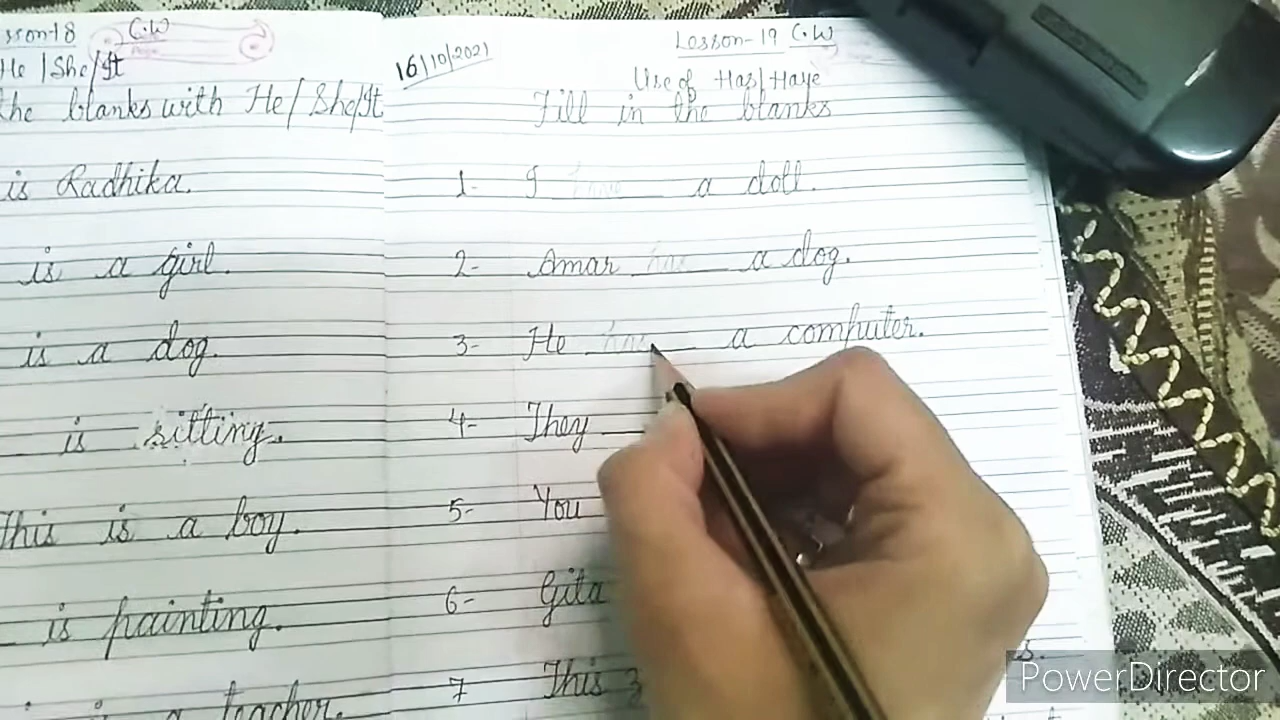 sson-18 C.W
He/She/It
the blanks with He/She/It
is Radhika.
is a girl.
is a dog.
is sitting.
This is a boy.
is painting.
is a teacher.
16/10/2021
Lesson-19 C.W
Use of Has/Have
Fill in the blanks
1- I have a doll.
2- Amar has a dog.
3- He has a computer.
4- They
5- You
6- Gita
7 This
s.
PowerDirector